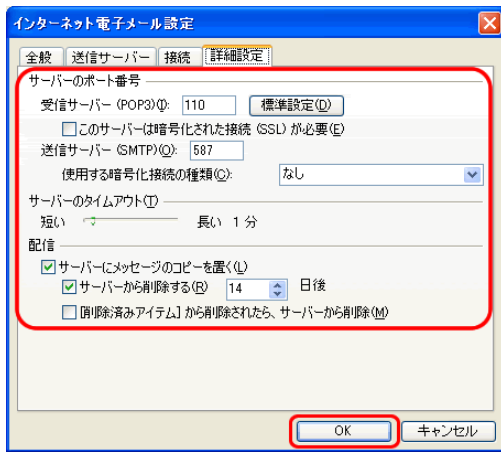 インターネット電子メール設定
全般 送信サーバー 接続 詳細設定
サーバーのポート番号
受信サーバー (POP3)(I): 110 標準設定(D)
このサーバーは暗号化された接続 (SSL) が必要(E)
送信サーバー (SMTP)(O): 587
使用する暗号化接続の種類(C): なし
サーバーのタイムアウト(T)
短い 長い 1 分
配信
サーバーにメッセージのコピーを置く(L)
サーバーから削除する(R) 14 日後
[削除済みアイテム] から削除されたら、サーバーから削除(M)
OK キャンセル